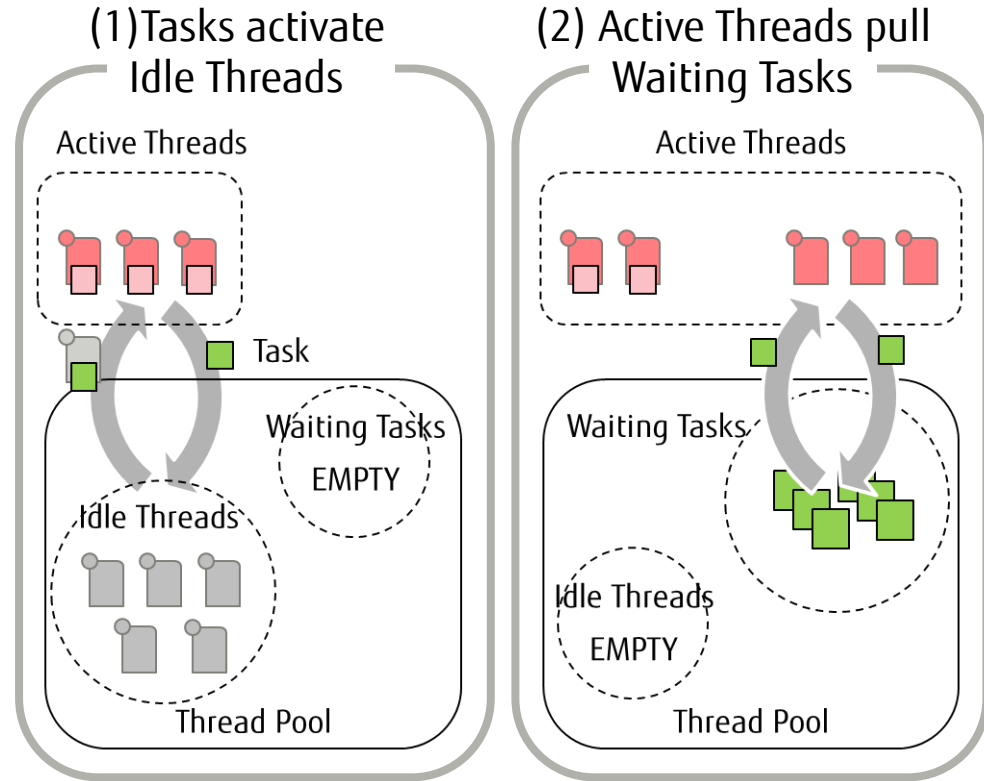 (1)Tasks activate
Idle Threads
Active Threads
Task
Waiting Tasks
EMPTY
Idle Threads
Thread Pool
(2) Active Threads pull
Waiting Tasks
Active Threads
Waiting Tasks
Idle Threads
EMPTY
Thread Pool